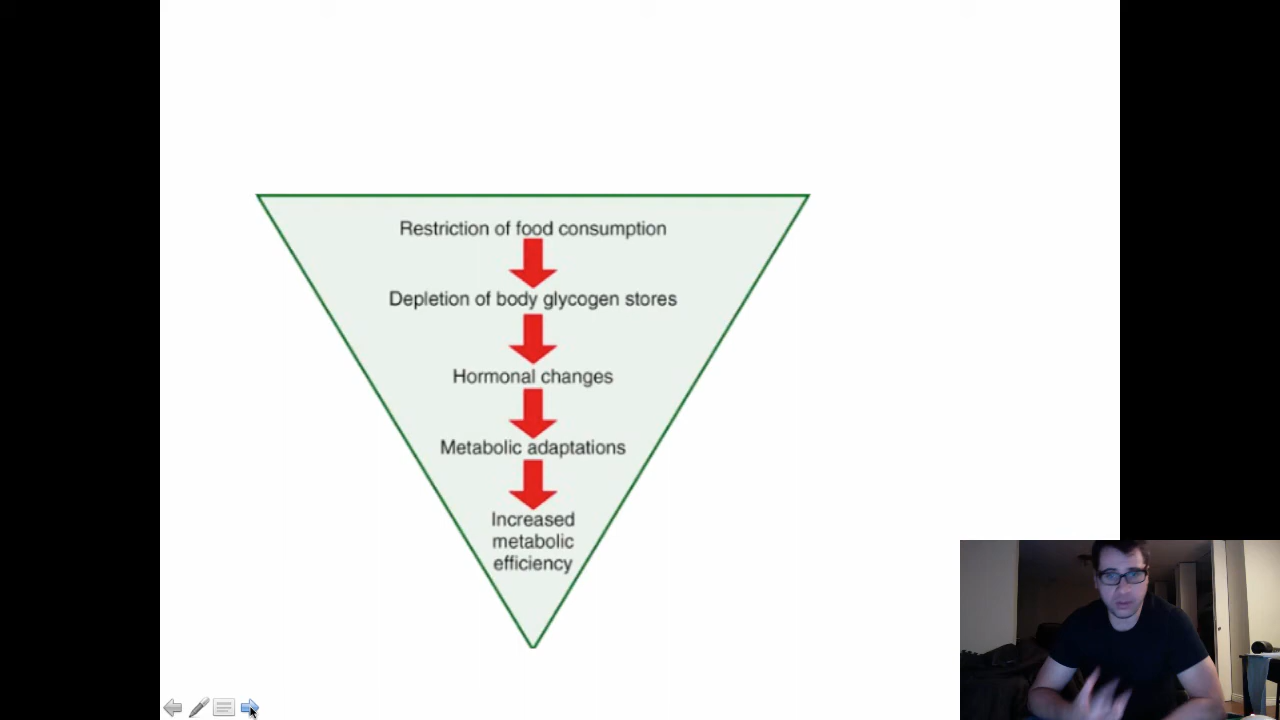 Restriction of food consumption
Depletion of body glycogen stores
Hormonal changes
Metabolic adaptations
Increased
metabolic
efficiency